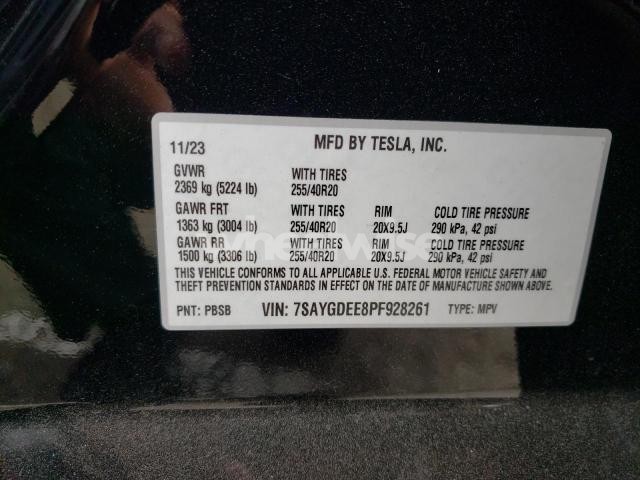 11/23 MFD BY TESLA, INC.
GVWR WITH TIRES
2369 kg (5224 lb) 255/40R20
GAWR FRT WITH TIRES RIM COLD TIRE PRESSURE
1363 kg (3004 lb) 255/40R20 20X9.5J 290 kPa, 42 psi
GAWR RR WITH TIRES RIM COLD TIRE PRESSURE
1500 kg (3306 lb) 255/40R20 20X9.5J 290 kPa, 42 psi
THIS VEHICLE CONFORMS TO ALL APPLICABLE U.S. FEDERAL MOTOR VEHICLE SAFETY AND
THEFT PREVENTION STANDARDS IN EFFECT ON THE DATE OF MANUFACTURE SHOWN ABOVE.
PNT: PBSB VIN: 7SAYGDEE8PF928261 TYPE: MPV